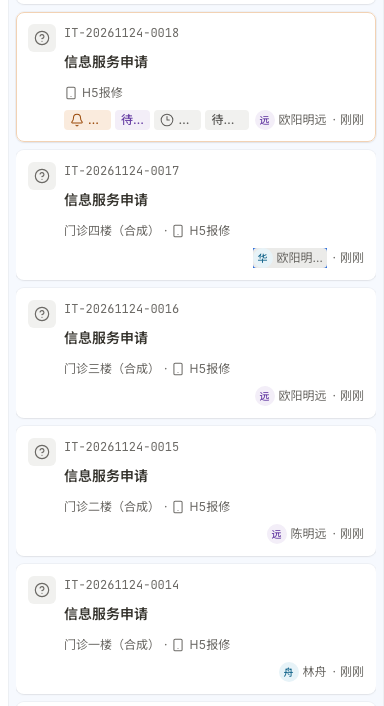 IT-20261124-0018
信息服务申请
H5报修
... 待... ... 待... 远 欧阳明远 · 刚刚
IT-20261124-0017
信息服务申请
门诊四楼（合成） · H5报修
华 欧阳明... · 刚刚
IT-20261124-0016
信息服务申请
门诊三楼（合成） · H5报修
远 欧阳明远 · 刚刚
IT-20261124-0015
信息服务申请
门诊二楼（合成） · H5报修
远 陈明远 · 刚刚
IT-20261124-0014
信息服务申请
门诊一楼（合成） · H5报修
舟 林舟 · 刚刚